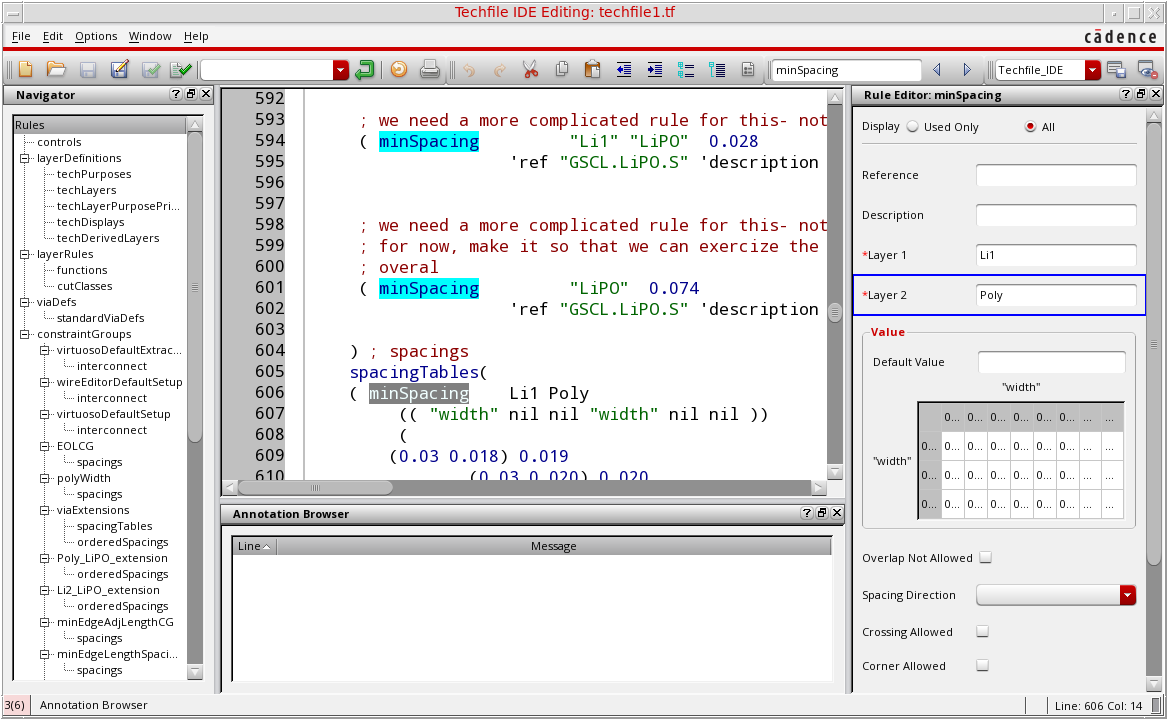 Techfile IDE Editing: techfile1.tf
File Edit Options Window Help
cādence
minSpacing
Techfile_IDE
Navigator
Rules
controls
layerDefinitions
techPurposes
techLayers
techLayerPurposePri...
techDisplays
techDerivedLayers
layerRules
functions
cutClasses
viaDefs
standardViaDefs
constraintGroups
virtuosoDefaultExtrac...
interconnect
wireEditorDefaultSetup
interconnect
virtuosoDefaultSetup
interconnect
EOLCG
spacings
polyWidth
spacings
viaExtensions
spacingTables
orderedSpacings
Poly_LiPO_extension
orderedSpacings
Li2_LiPO_extension
orderedSpacings
minEdgeAdjLengthCG
spacings
minEdgeLengthSpaci...
spacings
592
593 ; we need a more complicated rule for this- not
594 ( minSpacing "Li1" "LiPO" 0.028
595 'ref "GSCL.LiPO.S" 'description
596
597
598 ; we need a more complicated rule for this- not
599 ; for now, make it so that we can exercize the
600 ; overal
601 ( minSpacing "LiPO" 0.074
602 'ref "GSCL.LiPO.S" 'description
603
604 ) ; spacings
605 spacingTables(
606 ( minSpacing Li1 Poly
607 (( "width" nil nil "width" nil nil ))
608 (
609 (0.03 0.018) 0.019
610 (0.03 0.020) 0.020
Annotation Browser
Line Message
Rule Editor: minSpacing
Display Used Only All
Reference
Description
*Layer 1 Li1
*Layer 2 Poly
Value
Default Value
"width"
0... 0... 0... 0... 0... 0... ... ...
0... 0... 0... 0... 0... 0... 0... ... ...
"width"
0... 0... 0... 0... 0... 0... 0... ... ...
0... 0... 0... 0... 0... 0... 0... ... ...
Overlap Not Allowed
Spacing Direction
Crossing Allowed
Corner Allowed
3(6) Annotation Browser
Line: 606 Col: 14